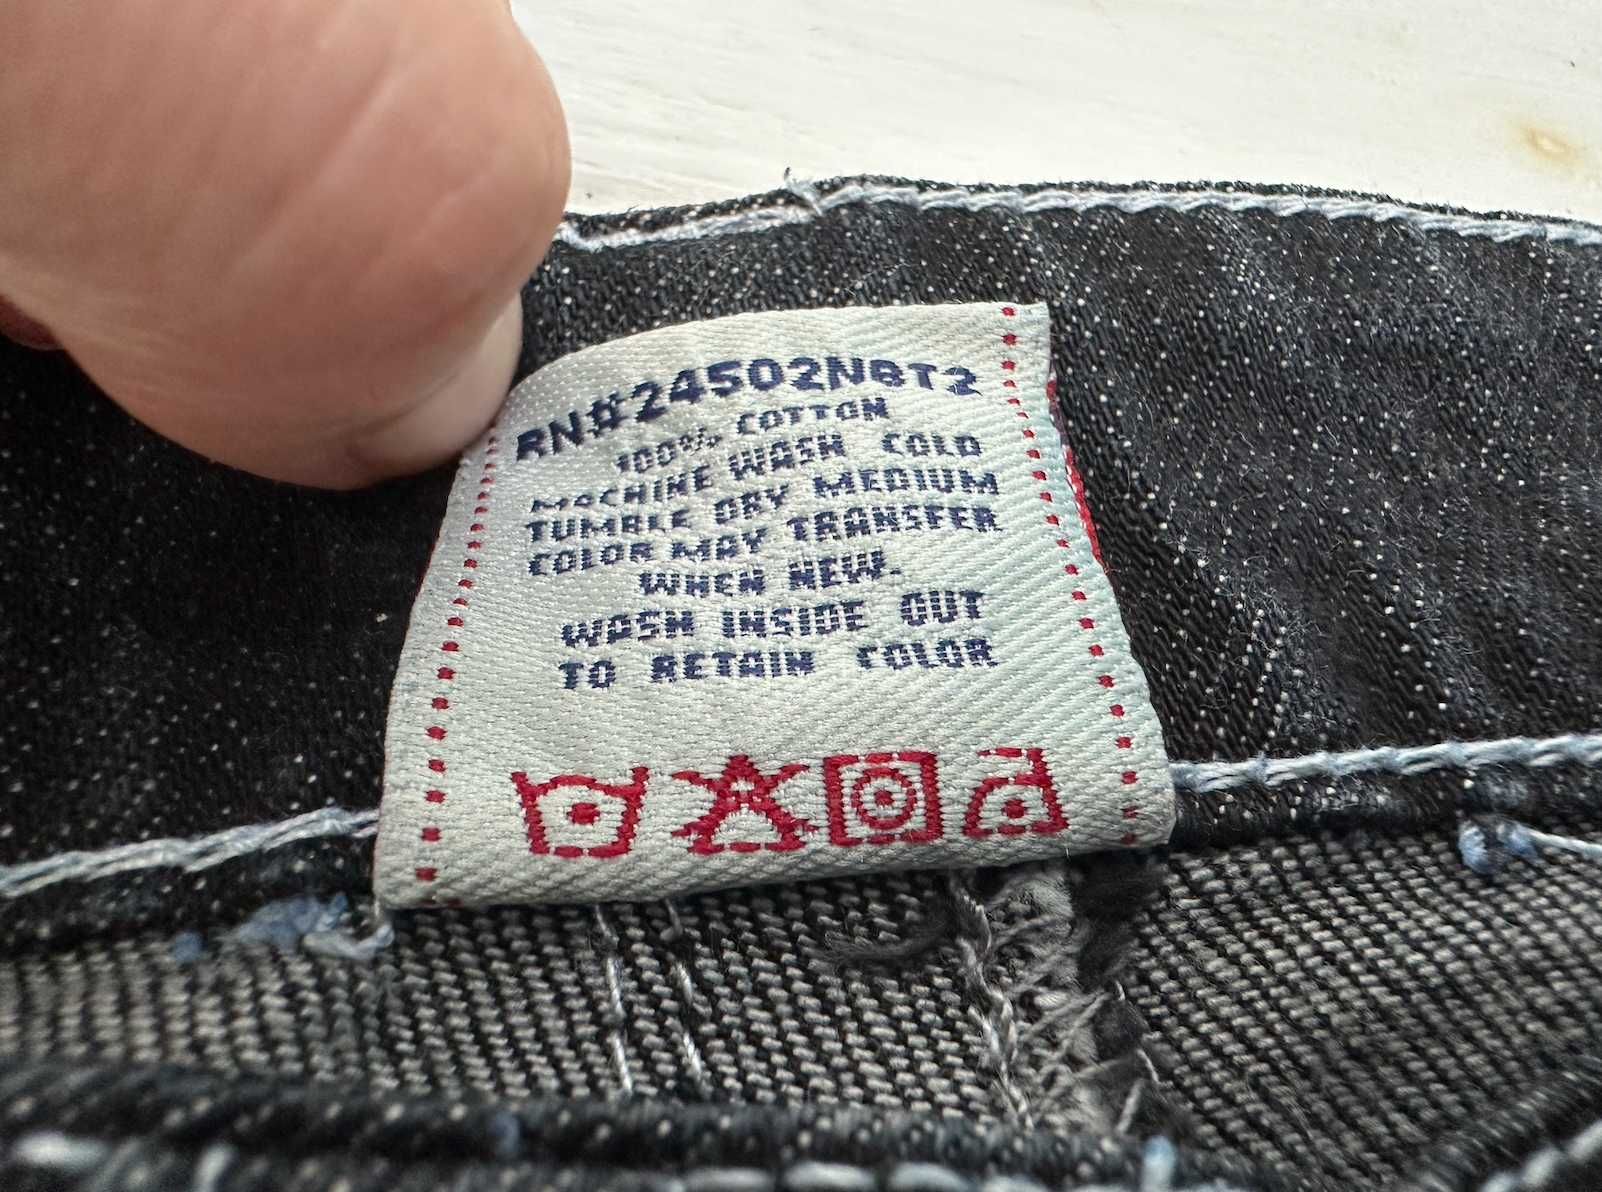 RN#24502NBT2
100% COTTON
MACHINE WASH COLD
TUMBLE DRY MEDIUM
COLOR MAY TRANSFER
WHEN NEW.
WASH INSIDE OUT
TO RETAIN COLOR